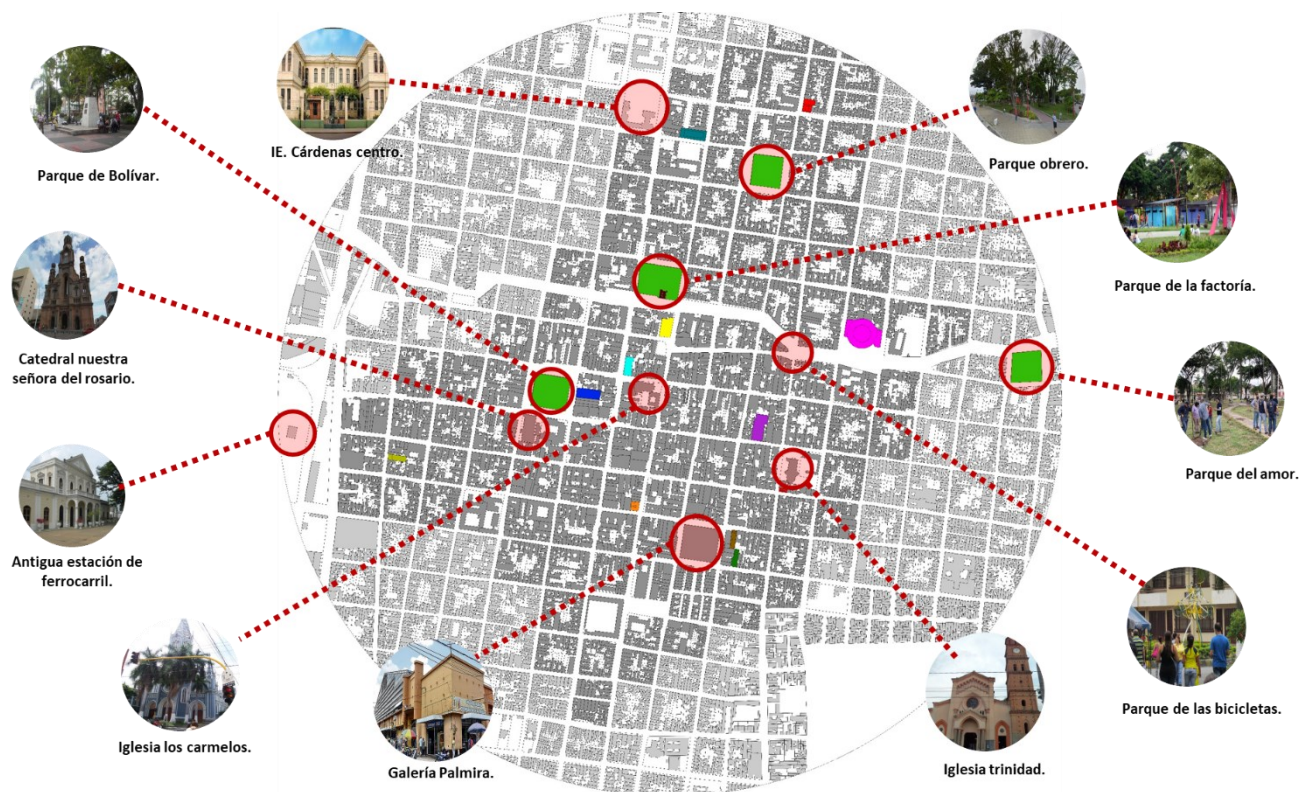 IE. Cárdenas centro.
Parque de Bolívar.
Parque obrero.
Parque de la factoría.
Catedral nuestra
señora del rosario.
Parque del amor.
Antigua estación de
ferrocarril.
Parque de las bicicletas.
Iglesia los carmelos.
Galería Palmira.
Iglesia trinidad.